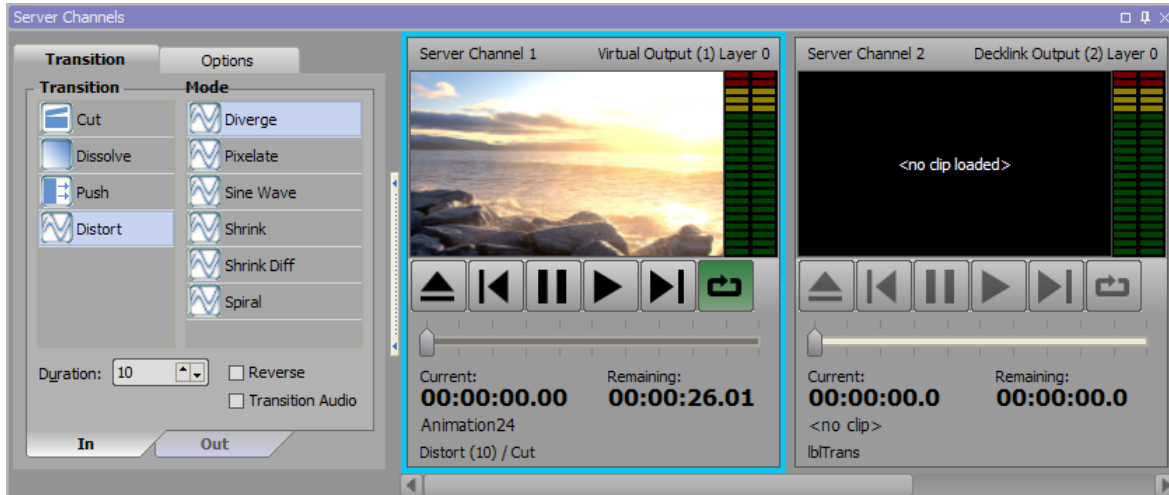 Server Channels
Transition
Options
Transition
Mode
Cut
Dissolve
Push
Distort
Diverge
Pixelate
Sine Wave
Shrink
Shrink Diff
Spiral
Duration: 10
Reverse
Transition Audio
In
Out
Server Channel 1 Virtual Output (1) Layer 0
Current: Remaining:
00:00:00.00 00:00:26.01
Animation24
Distort (10) / Cut
Server Channel 2 Decklink Output (2) Layer 0
<no clip loaded>
Current: Remaining:
00:00:00.0 00:00:00.0
<no clip>
lblTrans